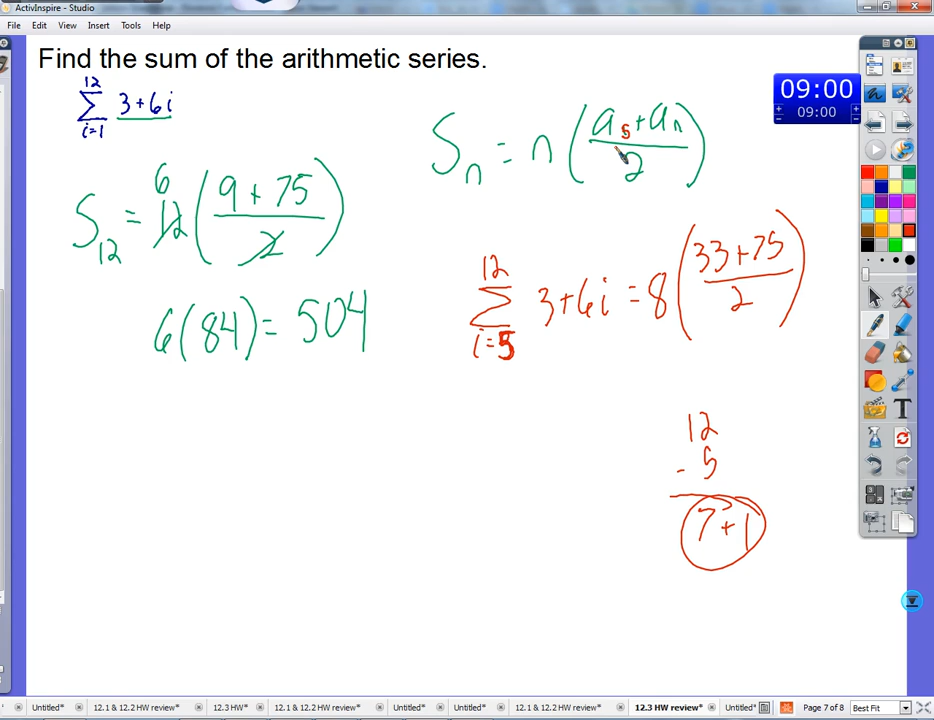 ActivInspire - Studio
File Edit View Insert Tools Help
Find the sum of the arithmetic series.
12
∑ 3+6i
i=1
09:00
09:00
Sₙ = n((a₅+aₙ)/2)
6
S₁₂ = 12((9+75)/2)
6(84)=504
12
∑ 3+6i = 8((33+75)/2)
i=5
12
- 5
7+1
Untitled* 12.1 & 12.2 HW review* 12.3 HW* 12.1 & 12.2 HW review* Untitled* Untitled* 12.1 & 12.2 HW review* 12.3 HW review* Untitled* Page 7 of 8 Best Fit